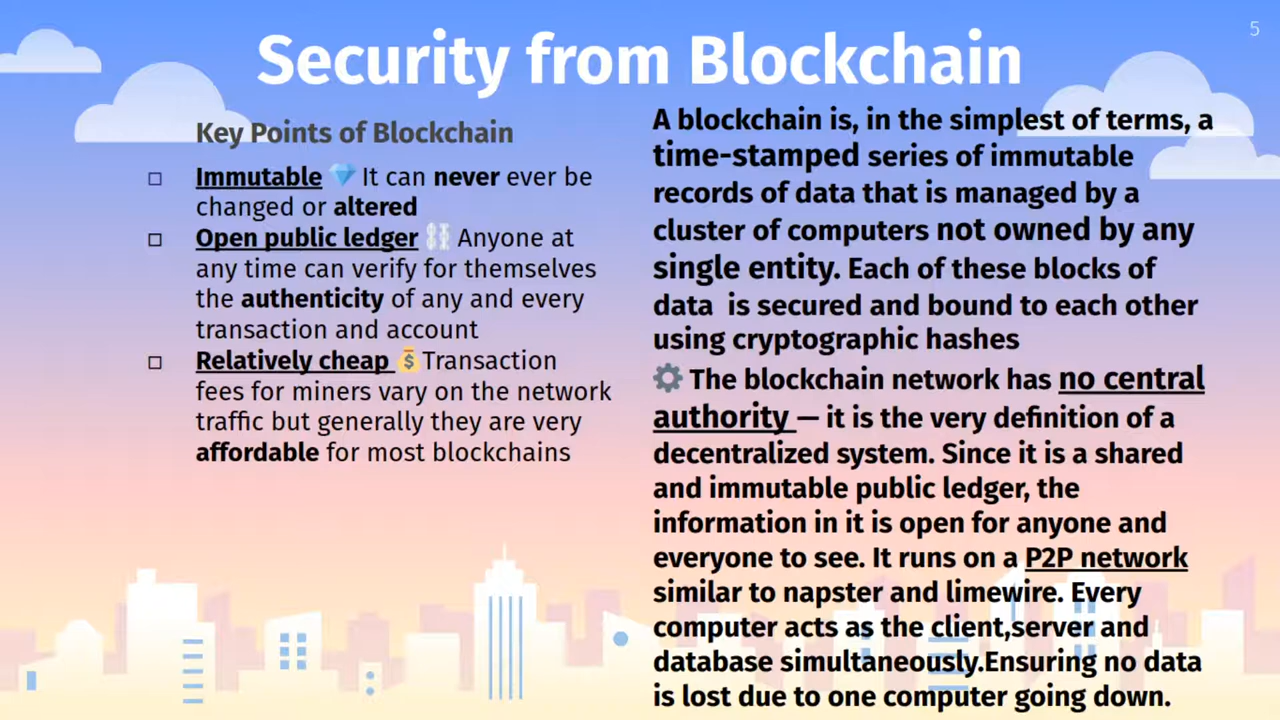 5
Security from Blockchain
Key Points of Blockchain
Immutable 💎 It can never ever be
changed or altered
Open public ledger ⛓ Anyone at
any time can verify for themselves
the authenticity of any and every
transaction and account
Relatively cheap 💰Transaction
fees for miners vary on the network
traffic but generally they are very
affordable for most blockchains
A blockchain is, in the simplest of terms, a
time-stamped series of immutable
records of data that is managed by a
cluster of computers not owned by any
single entity. Each of these blocks of
data  is secured and bound to each other
using cryptographic hashes
⚙ The blockchain network has no central
authority — it is the very definition of a
decentralized system. Since it is a shared
and immutable public ledger, the
information in it is open for anyone and
everyone to see. It runs on a P2P network
similar to napster and limewire. Every
computer acts as the client,server and
database simultaneously.Ensuring no data
is lost due to one computer going down.